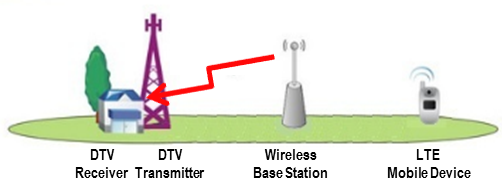 DTV DTV Wireless LTE
Receiver Transmitter Base Station Mobile Device